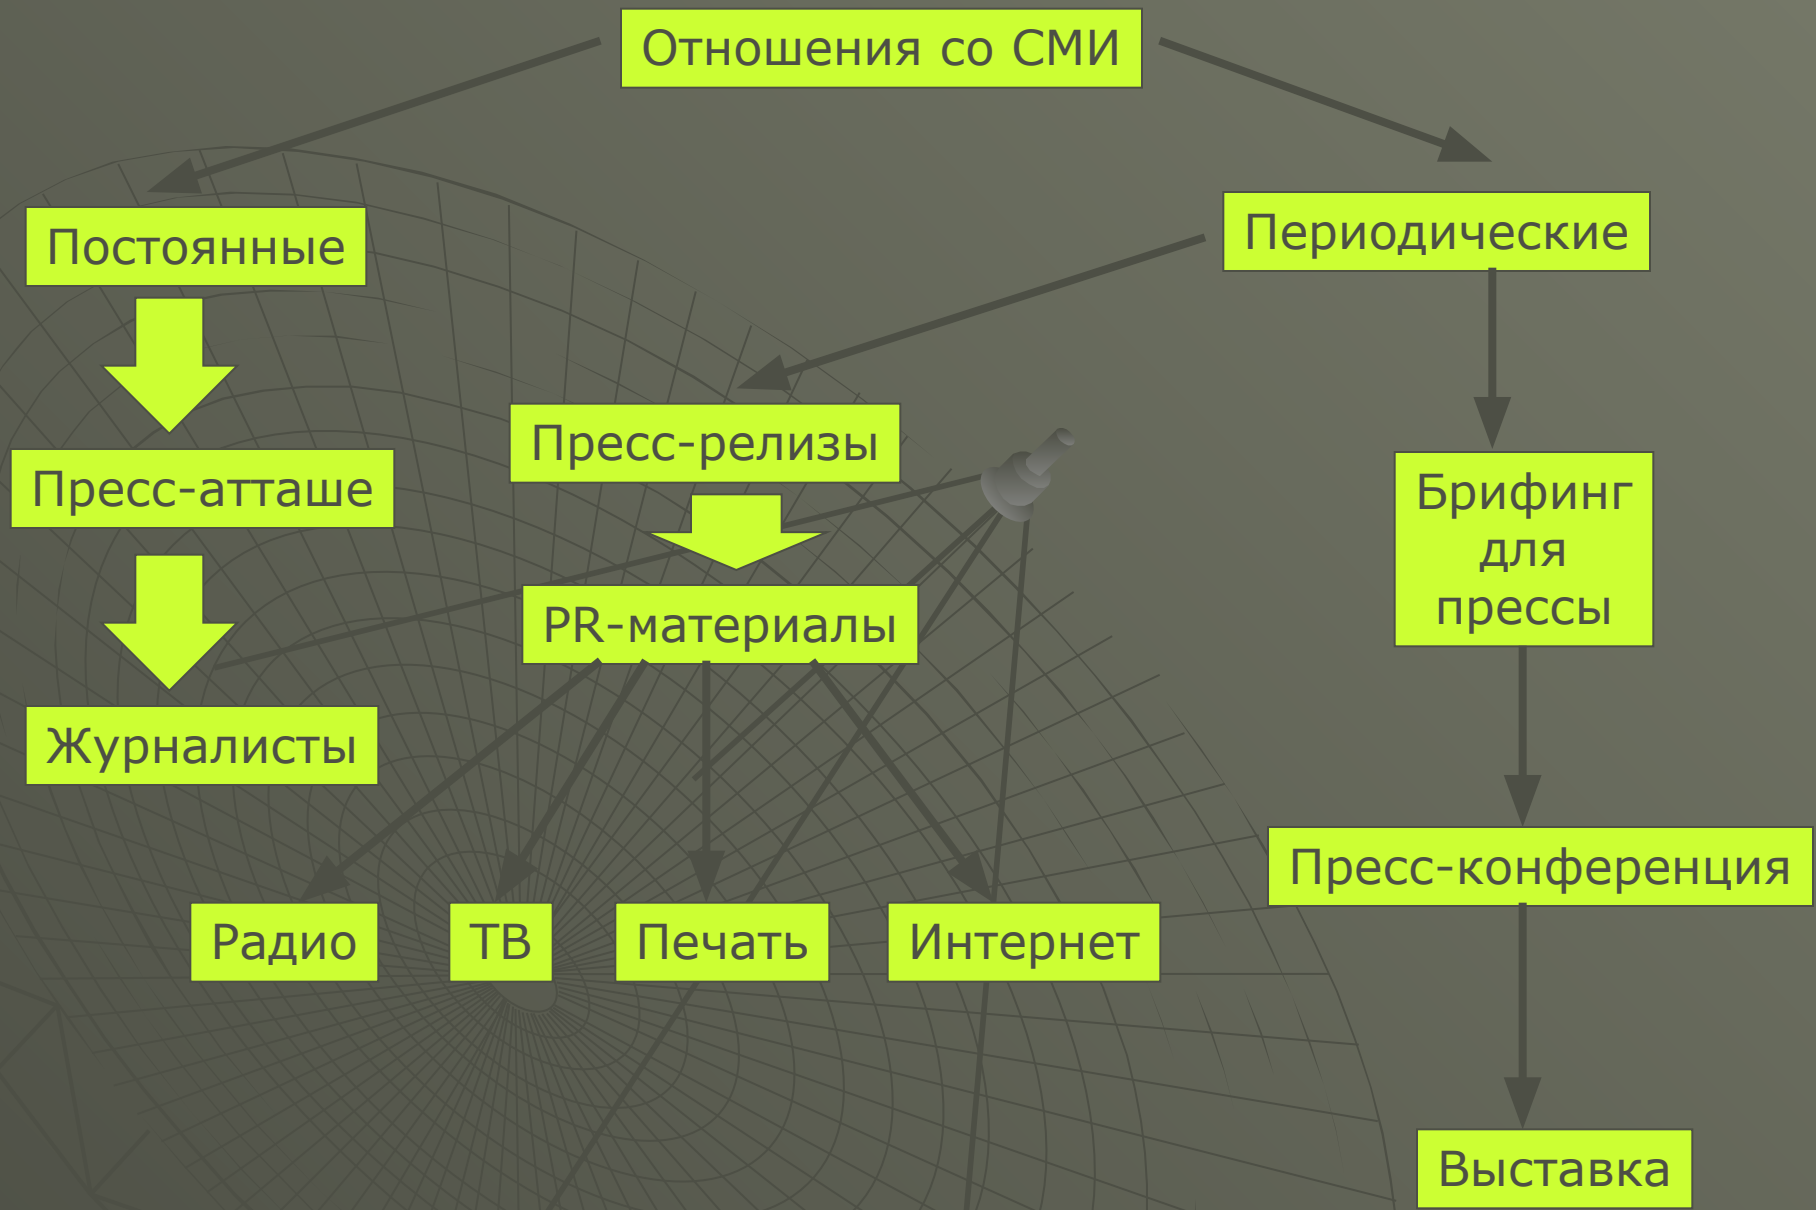 Отношения со СМИ
Постоянные
Периодические
Пресс-атташе
Пресс-релизы
Брифинг
для
прессы
PR-материалы
Журналисты
Пресс-конференция
Радио
ТВ
Печать
Интернет
Выставка